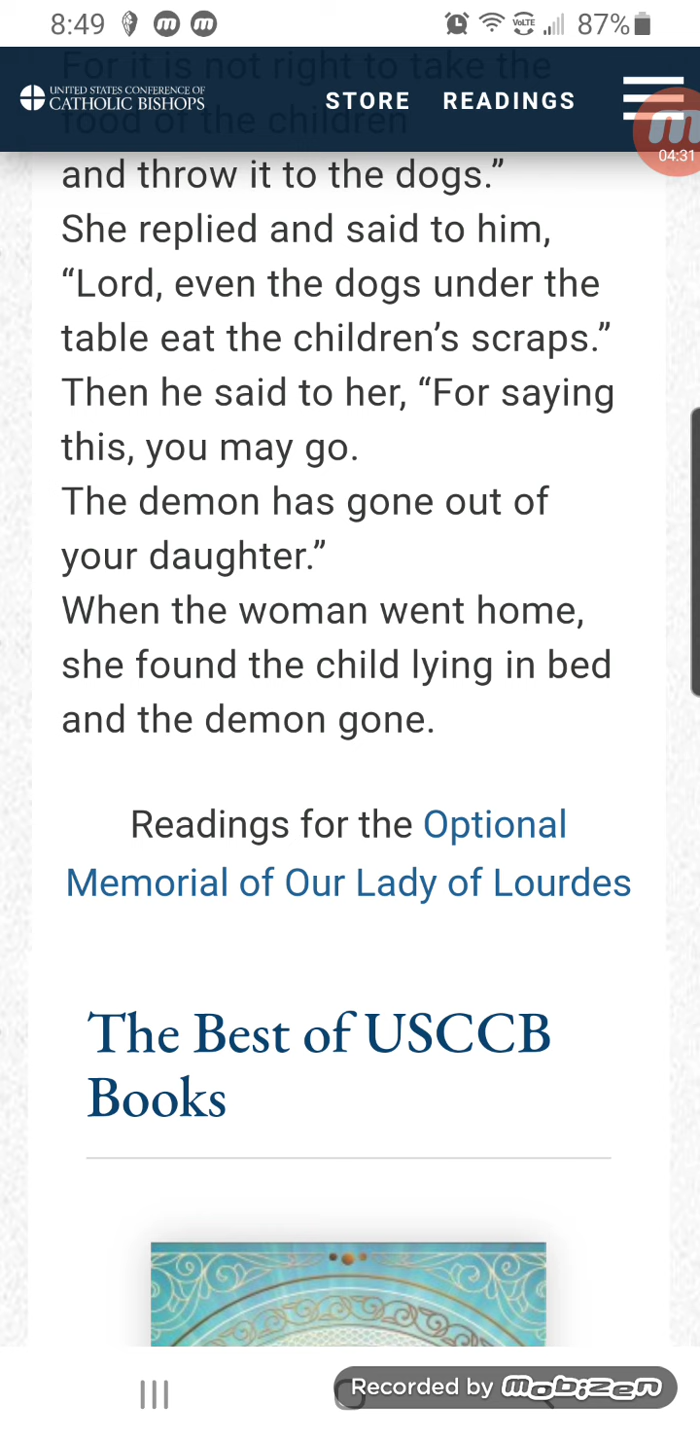 8:49
VoLTE
87%
For it is not right to take the
UNITED STATES CONFERENCE OF
CATHOLIC BISHOPS
STORE READINGS
food of the children
04:31
and throw it to the dogs.”
She replied and said to him,
“Lord, even the dogs under the
table eat the children’s scraps.”
Then he said to her, “For saying
this, you may go.
The demon has gone out of
your daughter.”
When the woman went home,
she found the child lying in bed
and the demon gone.
Readings for the Optional
Memorial of Our Lady of Lourdes
The Best of USCCB
Books
Recorded by mobizen